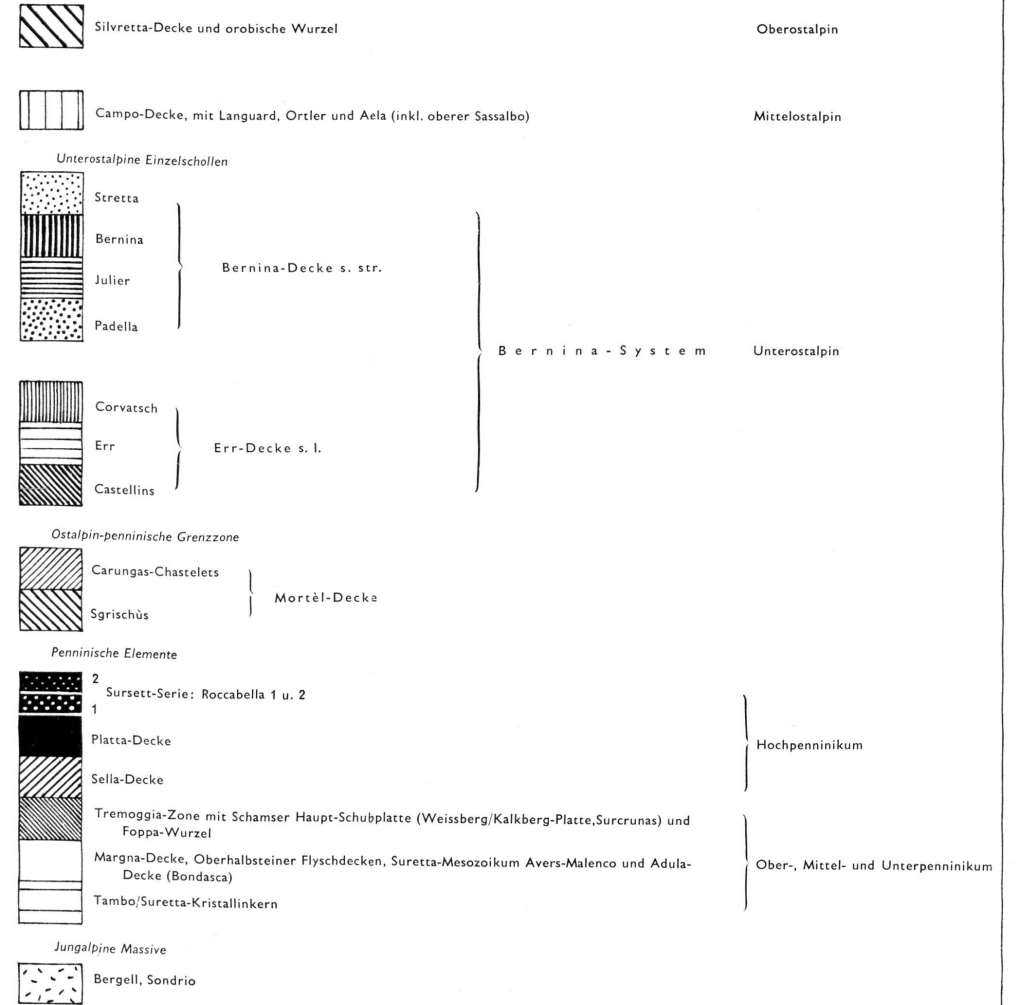 Silvretta-Decke und orobische Wurzel Oberostalpin
Campo-Decke, mit Languard, Ortler und Aela (inkl. oberer Sassalbo) Mittelostalpin
Unterostalpine Einzelschollen
Stretta
Bernina
Bernina-Decke s. str.
Julier
Padella
Bernina-System Unterostalpin
Corvatsch
Err
Err-Decke s. l.
Castellins
Ostalpin-penninische Grenzzone
Carungas-Chastelets
Mortèl-Decke
Sgrischùs
Penninische Elemente
2
Sursett-Serie: Roccabella 1 u. 2
1
Platta-Decke
Hochpenninikum
Sella-Decke
Tremoggia-Zone mit Schamser Haupt-Schubplatte (Weissberg/Kalkberg-Platte,Surcrunas) und
Foppa-Wurzel
Margna-Decke, Oberhalbsteiner Flyschdecken, Suretta-Mesozoikum Avers-Malenco und Adula-
Decke (Bondasca)
Ober-, Mittel- und Unterpenninikum
Tambo/Suretta-Kristallinkern
Jungalpine Massive
Bergell, Sondrio